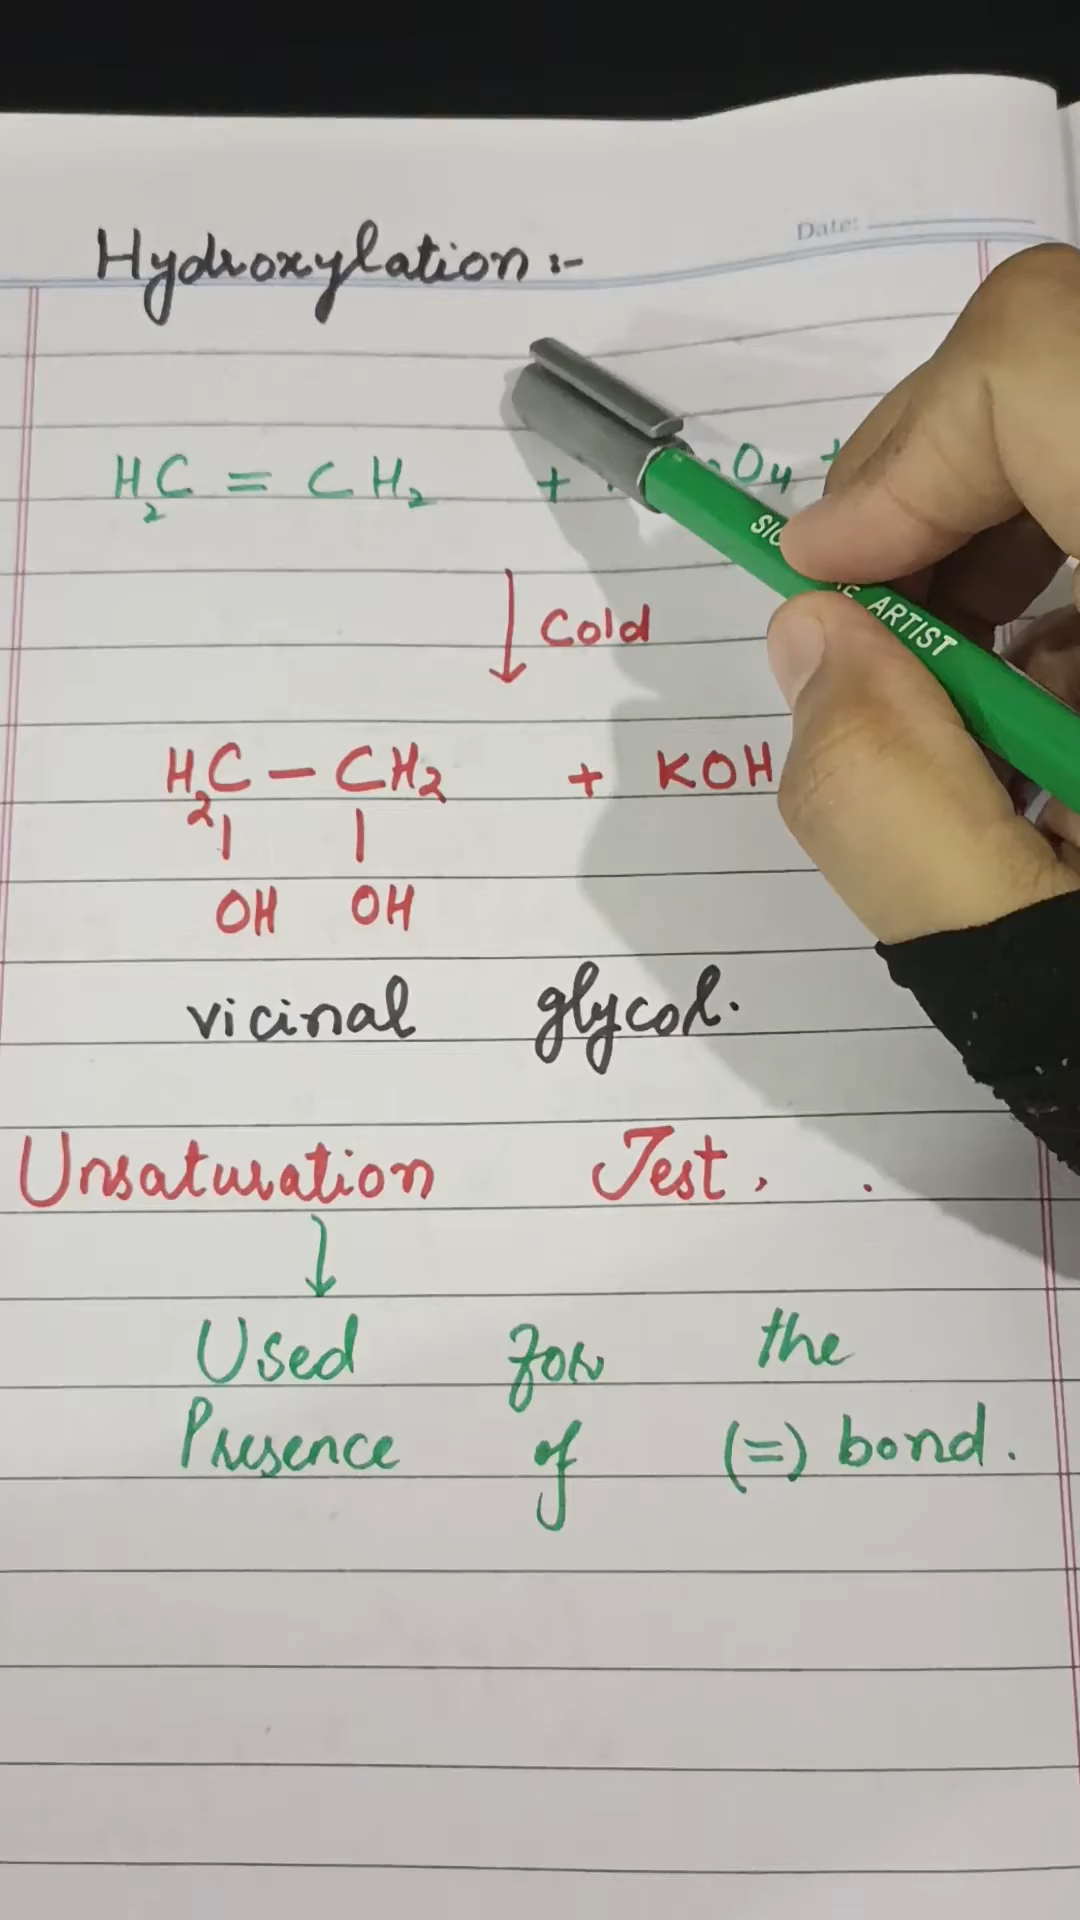 Date:
Hydroxylation :-
H₂C = CH₂ + O₄ +
Cold
H₂C — CH₂ + KOH
OH OH
vicinal glycol.
Unsaturation Test.
Used for the
Presence of (=) bond.
ARTIST